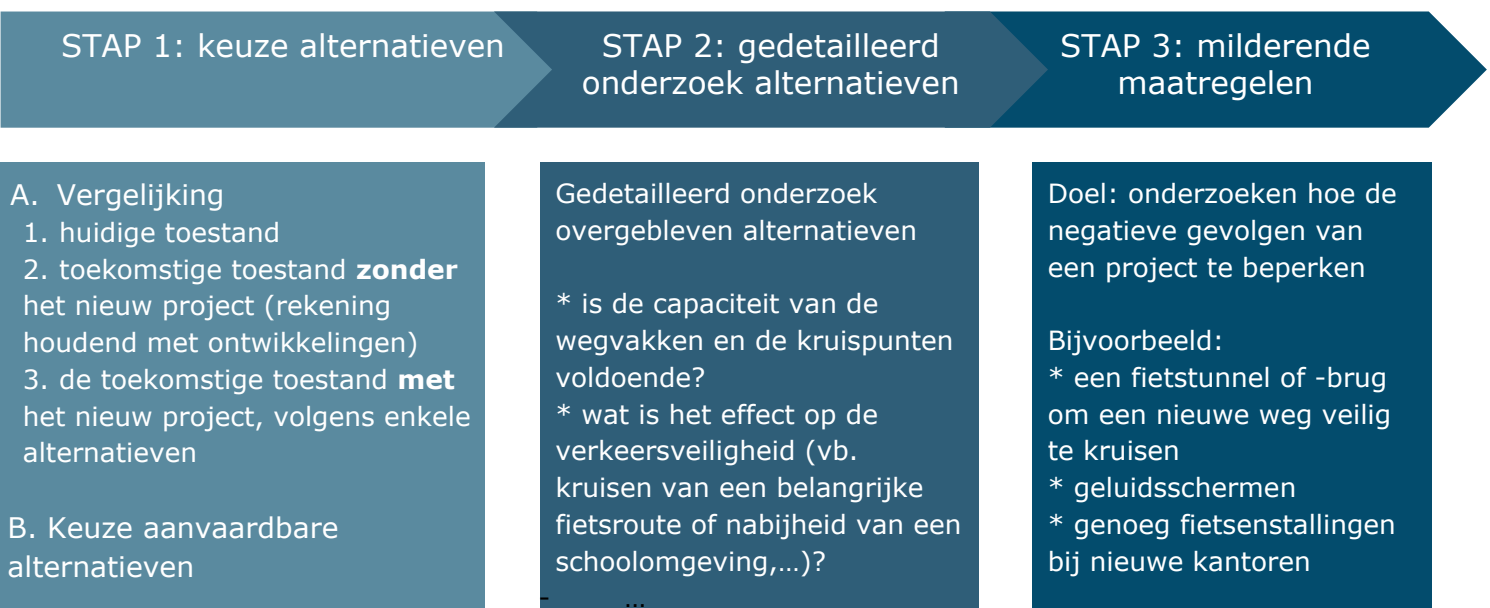 STAP 1: keuze alternatieven
STAP 2: gedetailleerd
onderzoek alternatieven
STAP 3: milderende
maatregelen
A. Vergelijking
1. huidige toestand
2. toekomstige toestand zonder
het nieuw project (rekening
houdend met ontwikkelingen)
3. de toekomstige toestand met
het nieuw project, volgens enkele
alternatieven
B. Keuze aanvaardbare
alternatieven
Gedetailleerd onderzoek
overgebleven alternatieven
* is de capaciteit van de
wegvakken en de kruispunten
voldoende?
* wat is het effect op de
verkeersveiligheid (vb.
kruisen van een belangrijke
fietsroute of nabijheid van een
schoolomgeving,…)?
- …
Doel: onderzoeken hoe de
negatieve gevolgen van
een project te beperken
Bijvoorbeeld:
* een fietstunnel of -brug
om een nieuwe weg veilig
te kruisen
* geluidsschermen
* genoeg fietsenstallingen
bij nieuwe kantoren